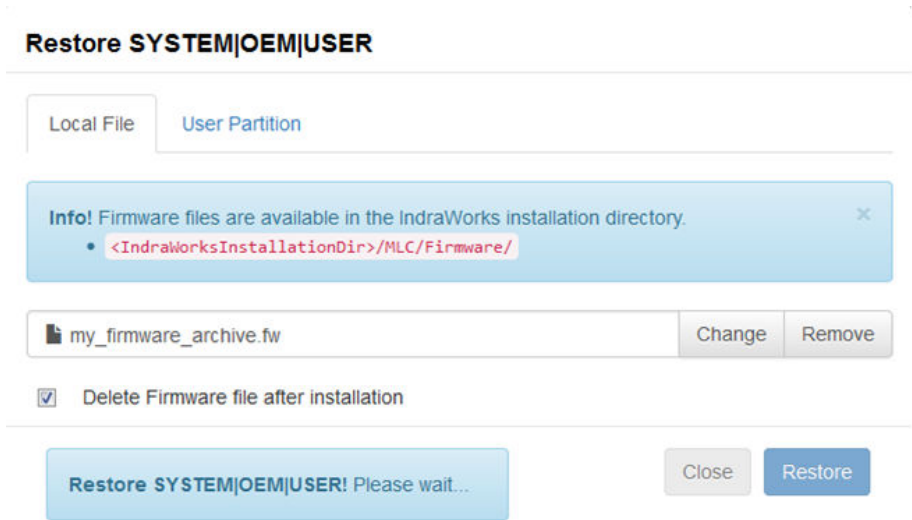 Restore SYSTEM|OEM|USER
Local File User Partition
Info! Firmware files are available in the IndraWorks installation directory. ×
• <IndraWorksInstallationDir>/MLC/Firmware/
my_firmware_archive.fw Change Remove
Delete Firmware file after installation
Restore SYSTEM|OEM|USER! Please wait... Close Restore